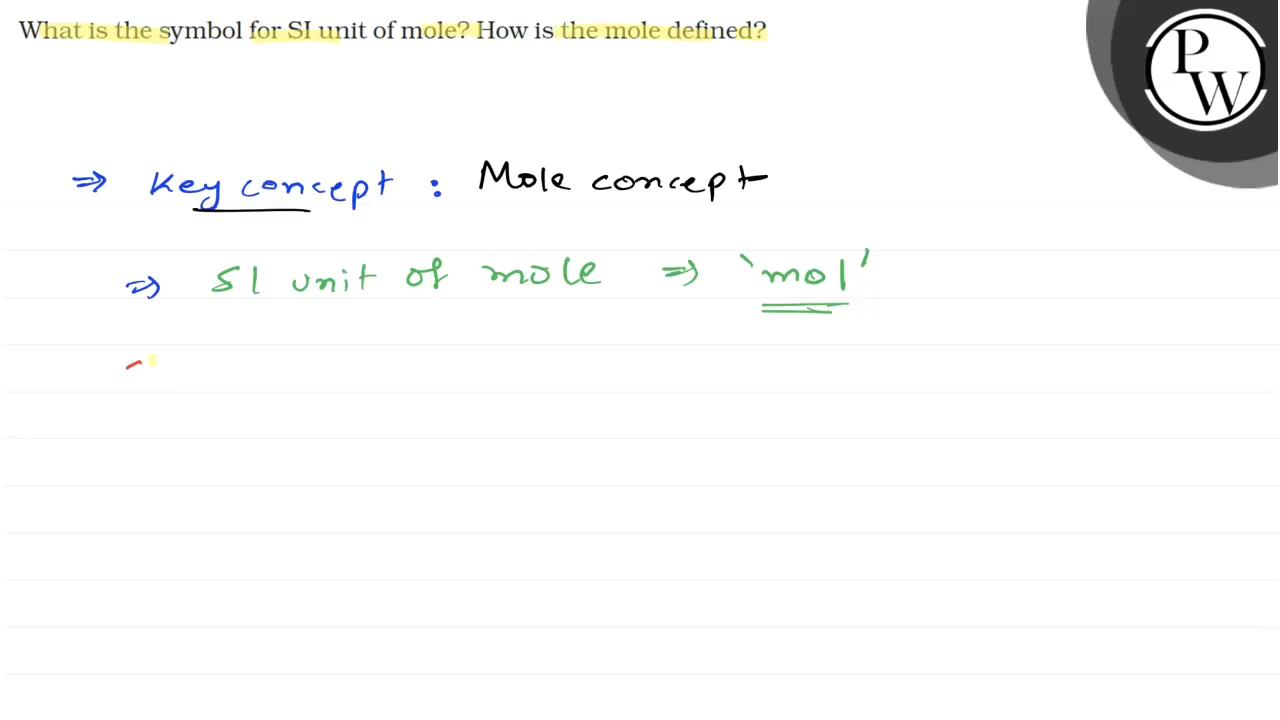 What is the symbol for SI unit of mole? How is the mole defined?
PW
⇒ Key concept : Mole concept
⇒ SI unit of mole ⇒ 'mol'